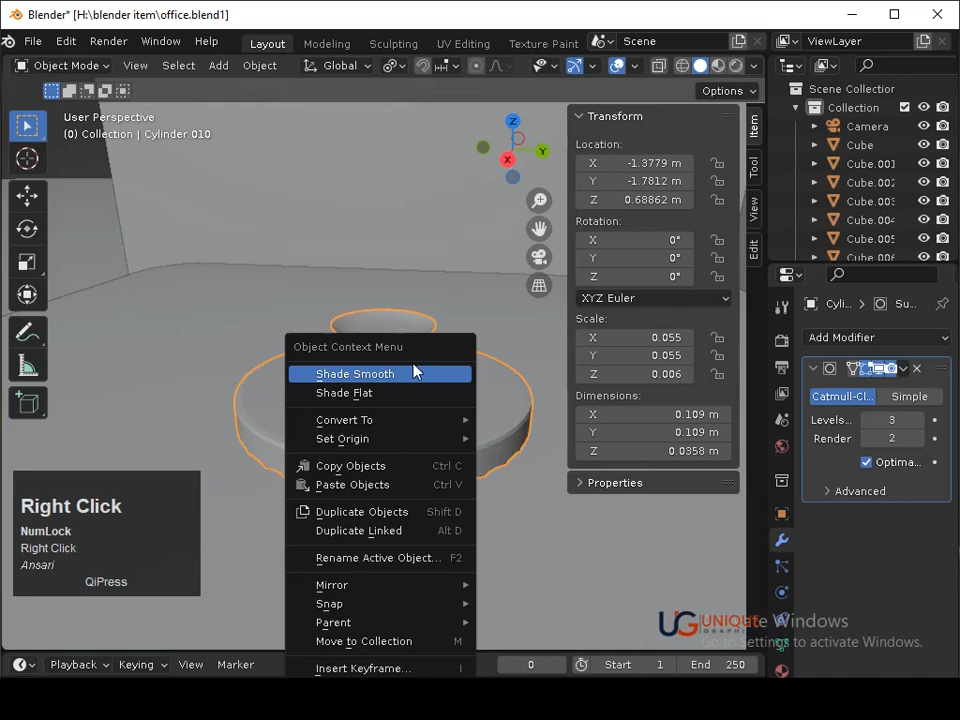 Blender* [H:\blender item\office.blend1]
File Edit Render Window Help Layout Modeling Sculpting UV Editing Texture Paint Scene ViewLayer
Object Mode View Select Add Object Global
Options
User Perspective
(0) Collection | Cylinder.010
Z
Y
X
Transform
Location:
X -1.3779 m
Y -1.7812 m
Z 0.68862 m
Rotation:
X 0°
Y 0°
Z 0°
XYZ Euler
Scale:
X 0.055
Y 0.055
Z 0.006
Dimensions:
X 0.109 m
Y 0.109 m
Z 0.0358 m
Properties
Item
Tool
View
Edit
Scene Collection
Collection
Camera
Cube
Cube.001
Cube.002
Cube.003
Cube.004
Cube.005
Cube.006
Cyli... Su...
Add Modifier
Catmull-Cl... Simple
Levels... 3
Render 2
Optima...
Advanced
Object Context Menu
Shade Smooth
Shade Flat
Convert To
Set Origin
Copy Objects Ctrl C
Paste Objects Ctrl V
Duplicate Objects Shift D
Duplicate Linked Alt D
Rename Active Object... F2
Mirror
Snap
Parent
Move to Collection M
Insert Keyframe... I
Right Click
NumLock
Right Click
Ansari
QiPress
UG UNIQUE
GRAPHI
Activate Windows
Go to Settings to activate Windows.
Playback Keying View Marker 0 Start 1 End 250